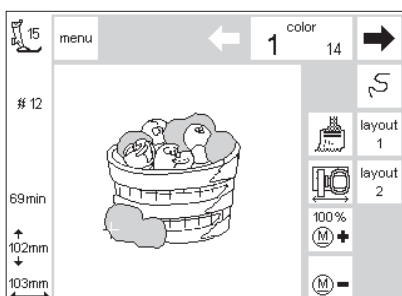 15
menu
color
1 14
# 12
layout
1
layout
2
69min
100%
102mm
M +
103mm
M -